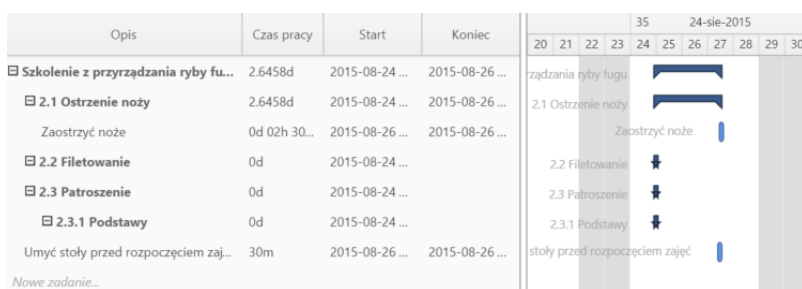 Opis Czas pracy Start Koniec
35 24-sie-2015
20 21 22 23 24 25 26 27 28 29 30
Szkolenie z przyrządzania ryby fu... 2.6458d 2015-08-24 ... 2015-08-26 ... rządzania ryby fugu
2.1 Ostrzenie noży 2.6458d 2015-08-24 ... 2015-08-26 ... 2.1 Ostrzenie noży
Zaostrzyć noże 0d 02h 30... 2015-08-26 ... 2015-08-26 ... Zaostrzyć noże
2.2 Filetowanie 0d 2015-08-24 ... 2.2 Filetowanie
2.3 Patroszenie 0d 2015-08-24 ... 2.3 Patroszenie
2.3.1 Podstawy 0d 2015-08-24 ... 2.3.1 Podstawy
Umyć stoły przed rozpoczęciem zaj... 30m 2015-08-26 ... 2015-08-26 ... stoły przed rozpoczęciem zajęć
Nowe zadanie...